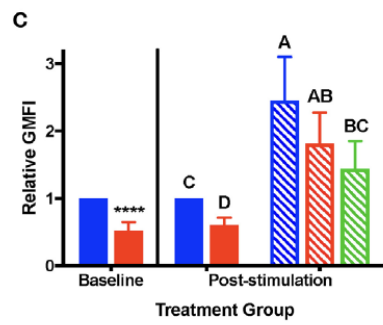 C
Relative GMFI
3
2
1
0
****
C
D
A
AB
BC
Baseline
Post-stimulation
Treatment Group